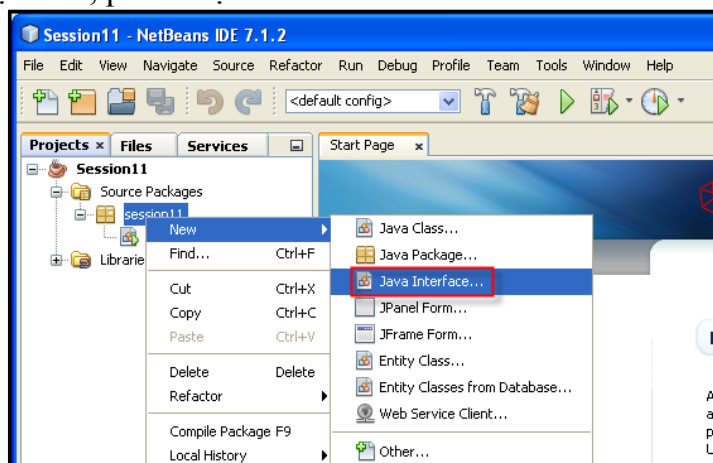 Session11 - NetBeans IDE 7.1.2
File Edit View Navigate Source Refactor Run Debug Profile Team Tools Window Help
<default config>
Projects x Files Services
Start Page x
Session11
Source Packages
session11
Librarie
New
Find... Ctrl+F
Cut Ctrl+X
Copy Ctrl+C
Paste Ctrl+V
Delete Delete
Refactor
Compile Package F9
Local History
Java Class...
Java Package...
Java Interface...
JPanel Form...
JFrame Form...
Entity Class...
Entity Classes from Database...
Web Service Client...
Other...